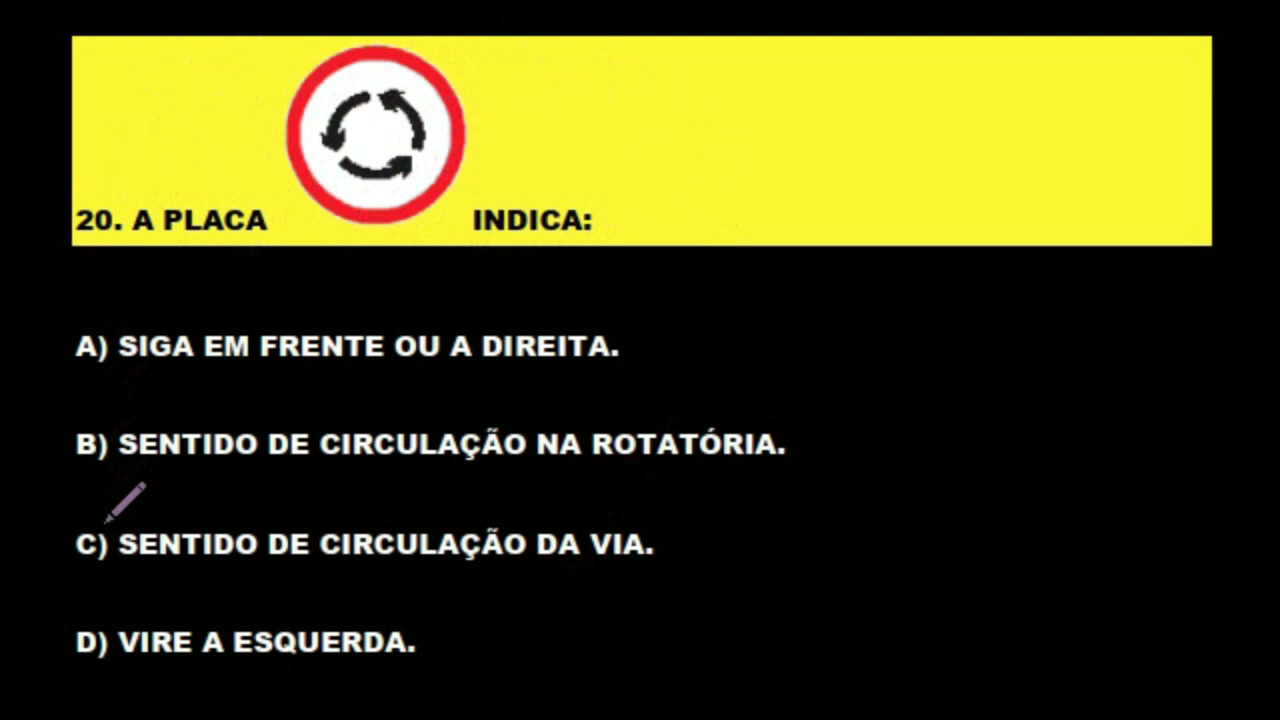 20. A PLACA INDICA:
A) SIGA EM FRENTE OU A DIREITA.
B) SENTIDO DE CIRCULAÇÃO NA ROTATÓRIA.
C) SENTIDO DE CIRCULAÇÃO DA VIA.
D) VIRE A ESQUERDA.